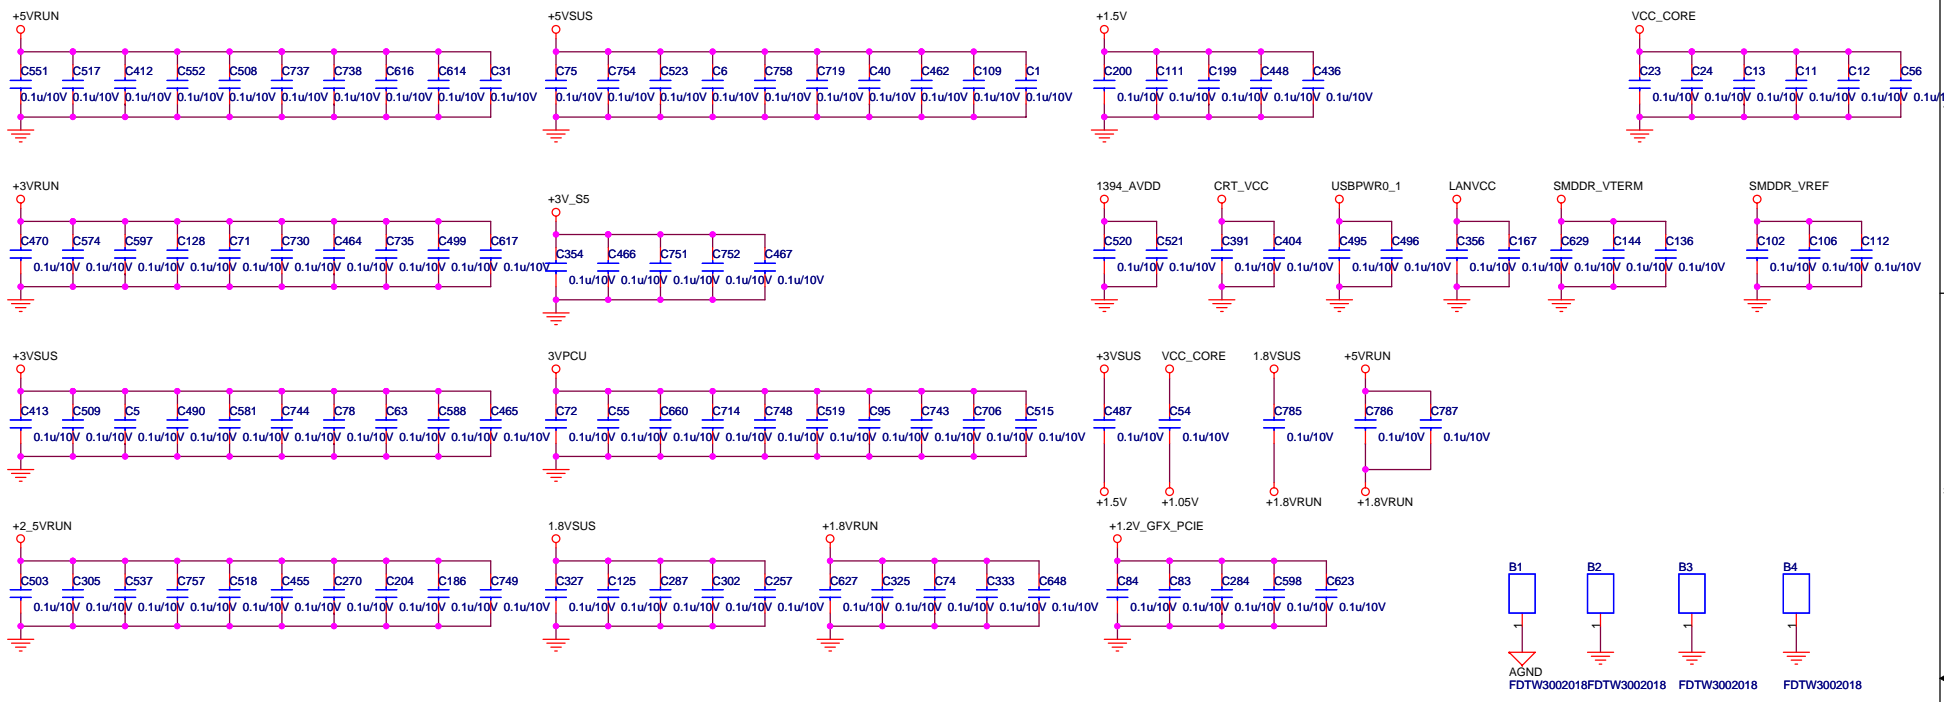 +5VRUN +5VSUS +1.5V VCC_CORE
C551 C517 C412 C552 C508 C737 C738 C616 C614 C31 C75 C754 C523 C6 C758 C719 C40 C462 C109 C1 C200 C111 C199 C448 C436 C23 C24 C13 C11 C12 C56
0.1u/10V 0.1u/10V 0.1u/10V 0.1u/10V 0.1u/10V 0.1u/10V 0.1u/10V 0.1u/10V 0.1u/10V 0.1u/10V 0.1u/10V 0.1u/10V 0.1u/10V 0.1u/10V 0.1u/10V 0.1u/10V 0.1u/10V 0.1u/10V 0.1u/10V 0.1u/10V 0.1u/10V 0.1u/10V 0.1u/10V 0.1u/10V 0.1u/10V 0.1u/10V 0.1u/10V 0.1u/10V 0.1u/10V 0.1u/10V 0.1u/
+3VRUN +3V_S5 1394_AVDD CRT_VCC USBPWR0_1 LANVCC SMDDR_VTERM SMDDR_VREF
C470 C574 C597 C128 C71 C730 C464 C735 C499 C617 C354 C466 C751 C752 C467 C520 C521 C391 C404 C495 C496 C356 C167 C629 C144 C136 C102 C106 C112
0.1u/10V 0.1u/10V 0.1u/10V 0.1u/10V 0.1u/10V 0.1u/10V 0.1u/10V 0.1u/10V 0.1u/10V 0.1u/10V 0.1u/10V 0.1u/10V 0.1u/10V 0.1u/10V 0.1u/10V 0.1u/10V 0.1u/10V 0.1u/10V 0.1u/10V 0.1u/10V 0.1u/10V 0.1u/10V 0.1u/10V 0.1u/10V 0.1u/10V 0.1u/10V 0.1u/10V 0.1u/10V 0.1u/10V
+3VSUS 3VPCU +3VSUS VCC_CORE 1.8VSUS +5VRUN
C413 C509 C5 C490 C581 C744 C78 C63 C588 C465 C72 C55 C660 C714 C748 C519 C95 C743 C706 C515 C487 C54 C785 C786 C787
0.1u/10V 0.1u/10V 0.1u/10V 0.1u/10V 0.1u/10V 0.1u/10V 0.1u/10V 0.1u/10V 0.1u/10V 0.1u/10V 0.1u/10V 0.1u/10V 0.1u/10V 0.1u/10V 0.1u/10V 0.1u/10V 0.1u/10V 0.1u/10V 0.1u/10V 0.1u/10V 0.1u/10V 0.1u/10V 0.1u/10V 0.1u/10V 0.1u/10V
+1.5V +1.05V +1.8VRUN +1.8VRUN
+2_5VRUN 1.8VSUS +1.8VRUN +1.2V_GFX_PCIE
C503 C305 C537 C757 C518 C455 C270 C204 C186 C749 C327 C125 C287 C302 C257 C627 C325 C74 C333 C648 C84 C83 C284 C598 C623
0.1u/10V 0.1u/10V 0.1u/10V 0.1u/10V 0.1u/10V 0.1u/10V 0.1u/10V 0.1u/10V 0.1u/10V 0.1u/10V 0.1u/10V 0.1u/10V 0.1u/10V 0.1u/10V 0.1u/10V 0.1u/10V 0.1u/10V 0.1u/10V 0.1u/10V 0.1u/10V 0.1u/10V 0.1u/10V 0.1u/10V 0.1u/10V 0.1u/10V
B1 B2 B3 B4
1 1 1 1
AGND
FDTW3002018 FDTW3002018 FDTW3002018 FDTW3002018